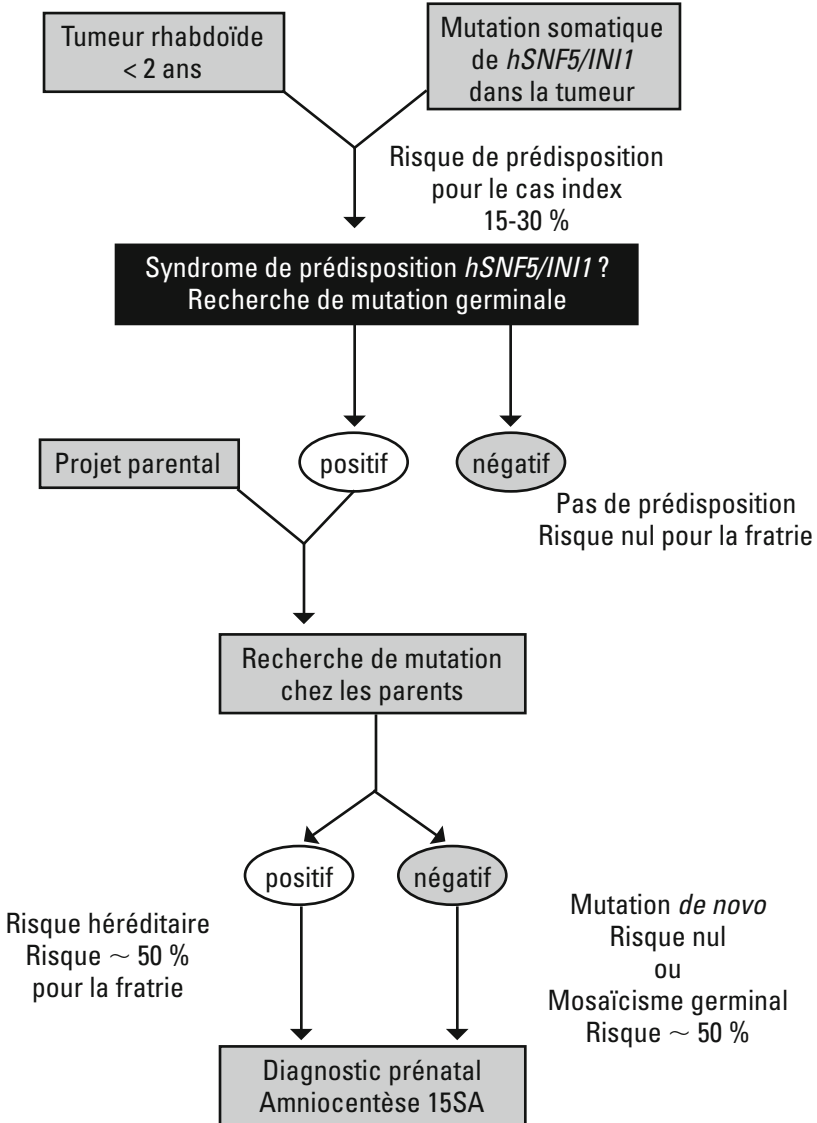 Tumeur rhabdoïde
< 2 ans
Mutation somatique
de hSNF5/INI1
dans la tumeur
Risque de prédisposition
pour le cas index
15-30 %
Syndrome de prédisposition hSNF5/INI1 ?
Recherche de mutation germinale
Projet parental
positif
négatif
Pas de prédisposition
Risque nul pour la fratrie
Recherche de mutation
chez les parents
positif
négatif
Risque héréditaire
Risque ~ 50 %
pour la fratrie
Mutation de novo
Risque nul
ou
Mosaïcisme germinal
Risque ~ 50 %
Diagnostic prénatal
Amniocentèse 15SA